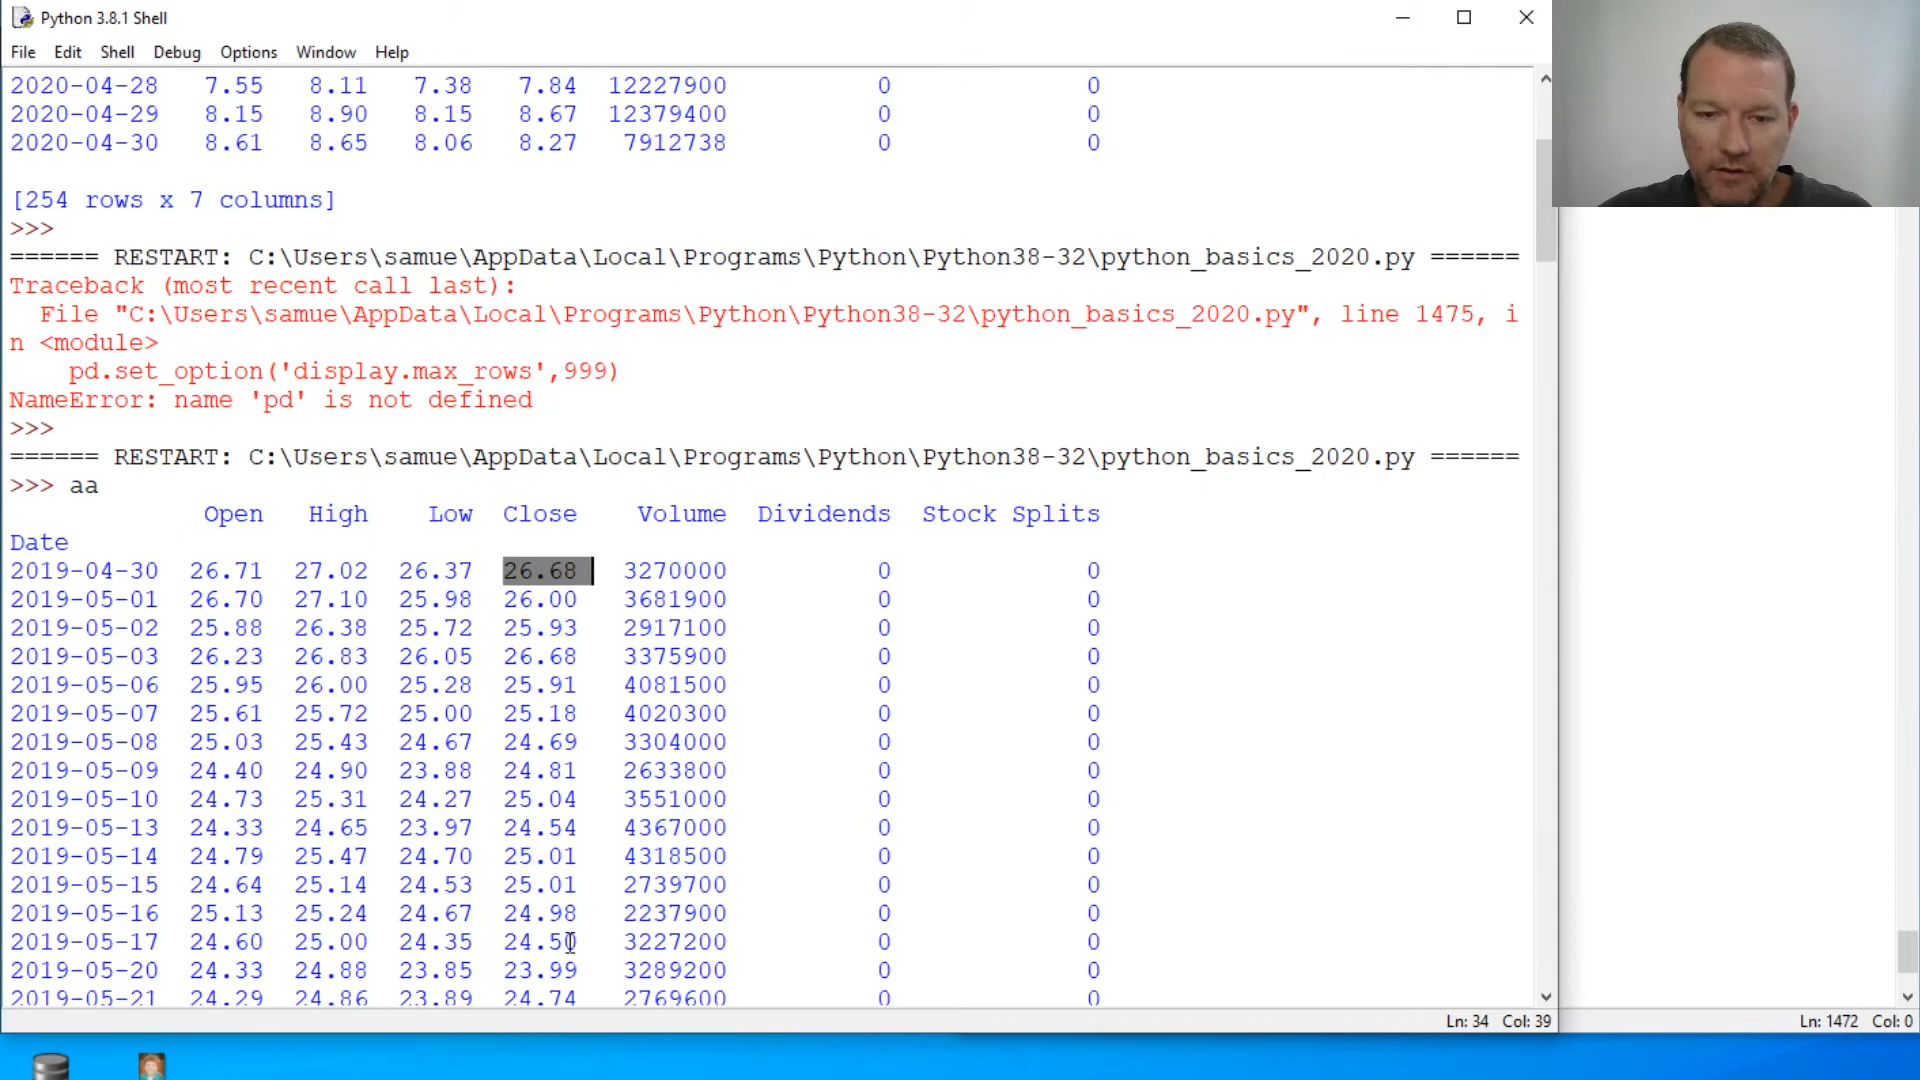 Python 3.8.1 Shell
File Edit Shell Debug Options Window Help
2020-04-28 7.55 8.11 7.38 7.84 12227900 0 0
2020-04-29 8.15 8.90 8.15 8.67 12379400 0 0
2020-04-30 8.61 8.65 8.06 8.27 7912738 0 0
[254 rows x 7 columns]
>>>
====== RESTART: C:\Users\samue\AppData\Local\Programs\Python\Python38-32\python_basics_2020.py ======
Traceback (most recent call last):
File "C:\Users\samue\AppData\Local\Programs\Python\Python38-32\python_basics_2020.py", line 1475, i
n <module>
pd.set_option('display.max_rows',999)
NameError: name 'pd' is not defined
>>>
====== RESTART: C:\Users\samue\AppData\Local\Programs\Python\Python38-32\python_basics_2020.py ======
>>> aa
Open High Low Close Volume Dividends Stock Splits
Date
2019-04-30 26.71 27.02 26.37 26.68 3270000 0 0
2019-05-01 26.70 27.10 25.98 26.00 3681900 0 0
2019-05-02 25.88 26.38 25.72 25.93 2917100 0 0
2019-05-03 26.23 26.83 26.05 26.68 3375900 0 0
2019-05-06 25.95 26.00 25.28 25.91 4081500 0 0
2019-05-07 25.61 25.72 25.00 25.18 4020300 0 0
2019-05-08 25.03 25.43 24.67 24.69 3304000 0 0
2019-05-09 24.40 24.90 23.88 24.81 2633800 0 0
2019-05-10 24.73 25.31 24.27 25.04 3551000 0 0
2019-05-13 24.33 24.65 23.97 24.54 4367000 0 0
2019-05-14 24.79 25.47 24.70 25.01 4318500 0 0
2019-05-15 24.64 25.14 24.53 25.01 2739700 0 0
2019-05-16 25.13 25.24 24.67 24.98 2237900 0 0
2019-05-17 24.60 25.00 24.35 24.50 3227200 0 0
2019-05-20 24.33 24.88 23.85 23.99 3289200 0 0
2019-05-21 24.29 24.86 23.89 24.74 2769600 0 0
Ln: 34 Col: 39
Ln: 1472 Col: 0